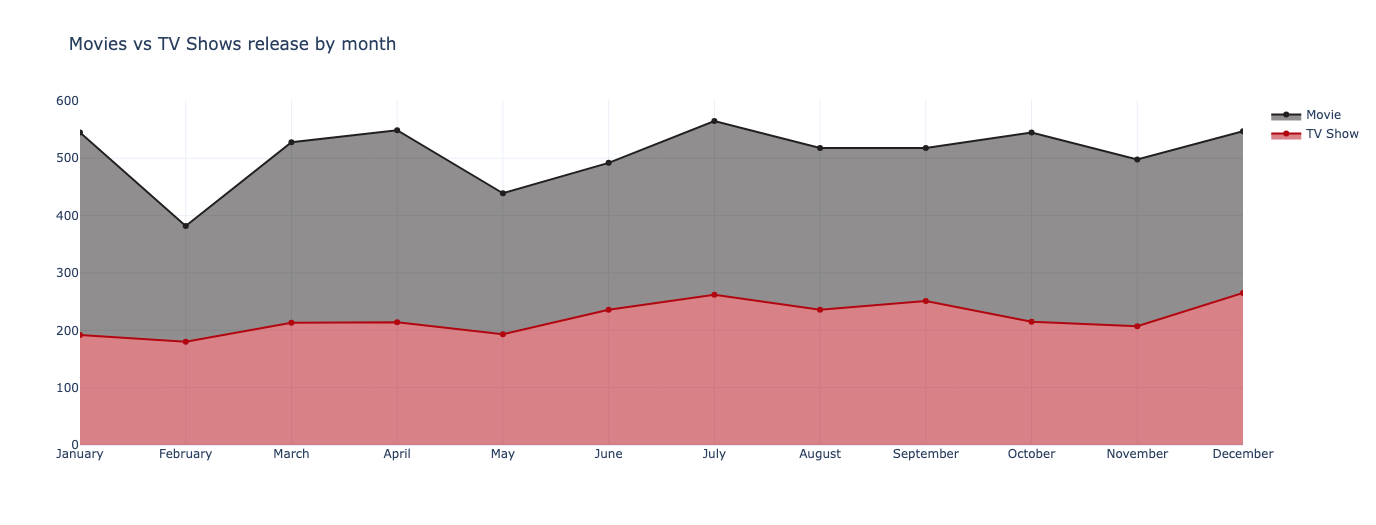 Movies vs TV Shows release by month
600
500
400
300
200
100
0
January February March April May June July August September October November December
Movie
TV Show